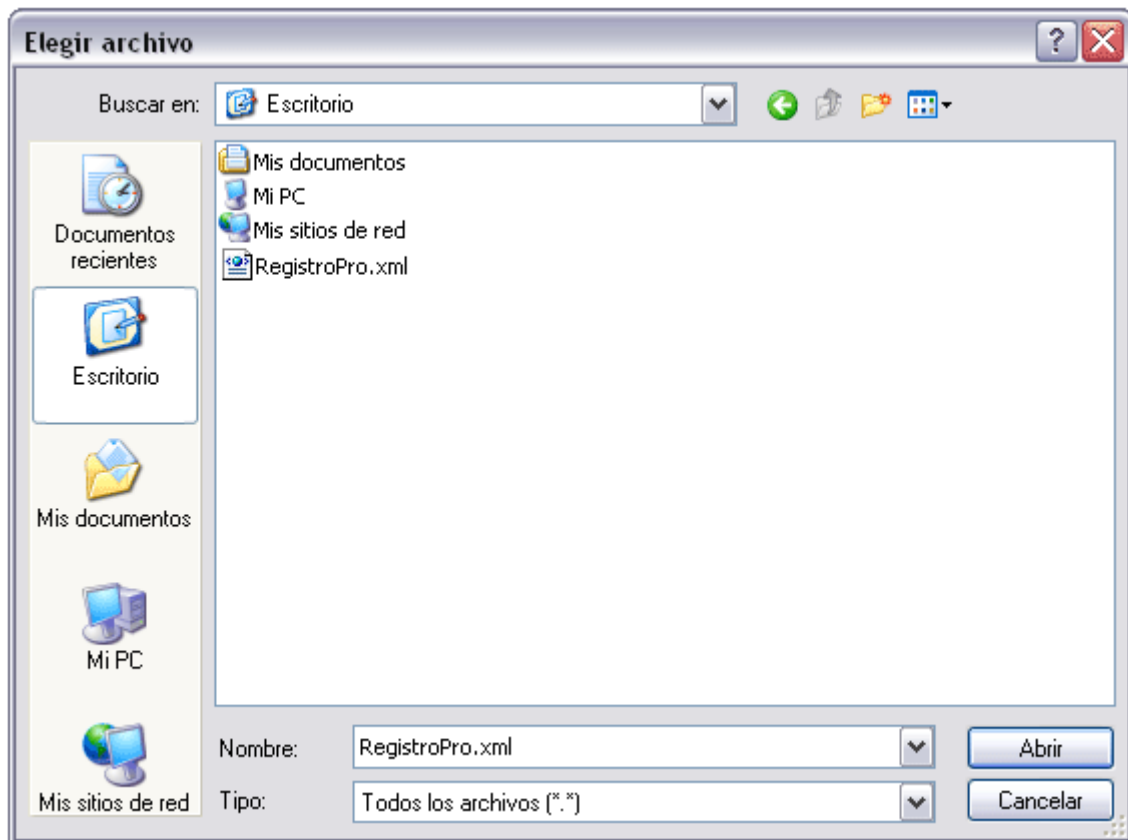 Elegir archivo
Buscar en:
Escritorio
Documentos
recientes
Escritorio
Mis documentos
Mi PC
Mis sitios de red
Mis documentos
Mi PC
Mis sitios de red
RegistroPro.xml
Nombre:
RegistroPro.xml
Abrir
Tipo:
Todos los archivos (*.*)
Cancelar